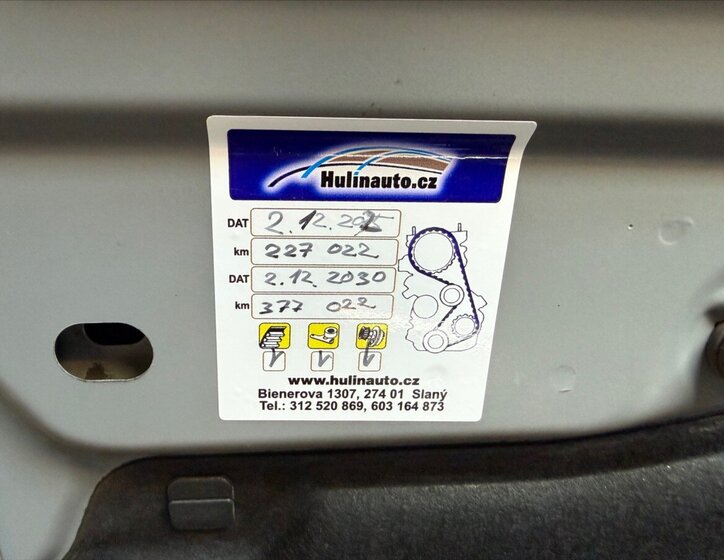 Hulínauto.cz
DAT 2.12.2025
km 227 022
DAT 2.12.2030
km 377 022
www.hulinauto.cz
Bienerova 1307, 274 01 Slaný
Tel.: 312 520 869, 603 164 873